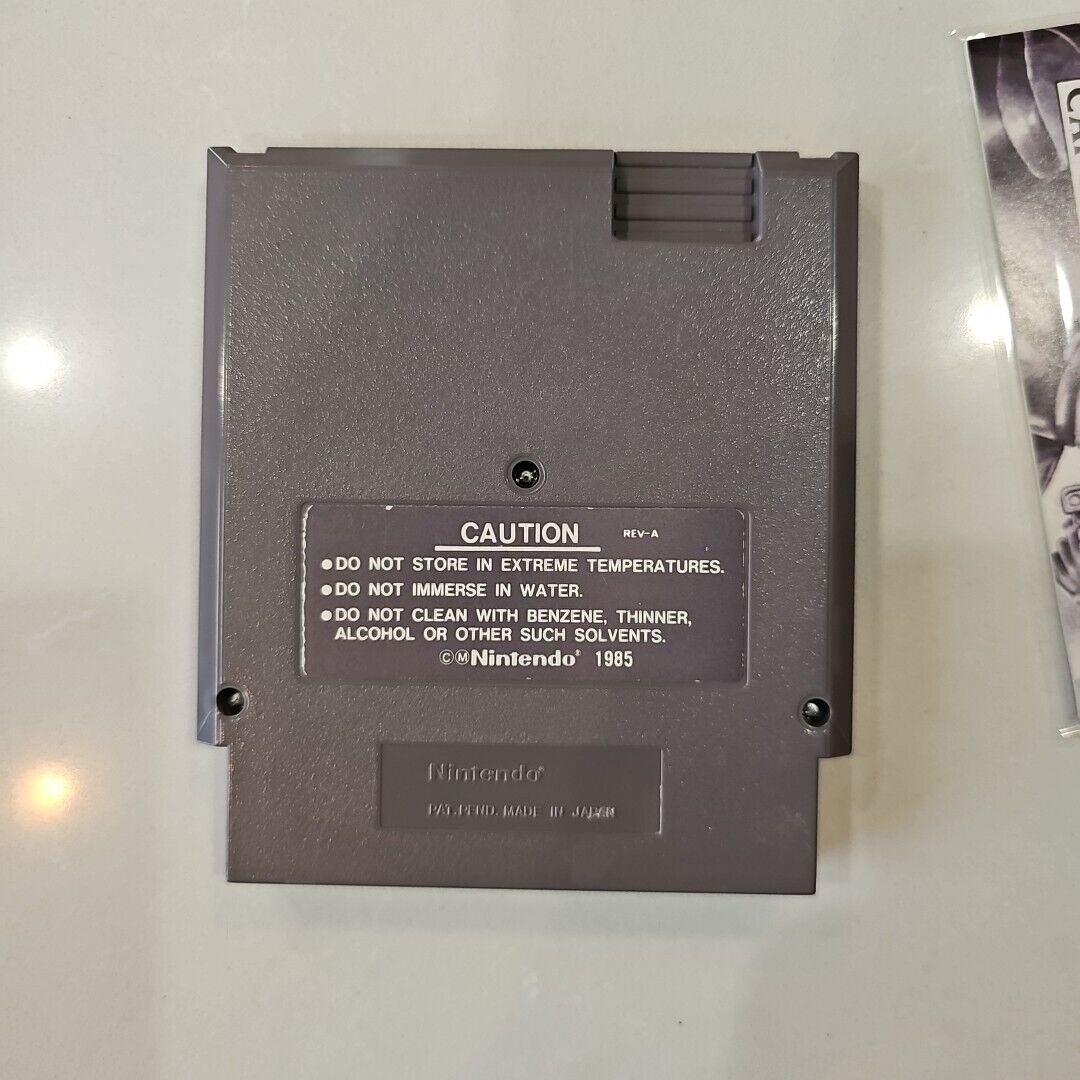 CAUTION REV-A
●DO NOT STORE IN EXTREME TEMPERATURES.
●DO NOT IMMERSE IN WATER.
●DO NOT CLEAN WITH BENZENE, THINNER,
ALCOHOL OR OTHER SUCH SOLVENTS.
ⒸⓂNintendo® 1985
Nintendo®
PAT. PEND. MADE IN JAPAN